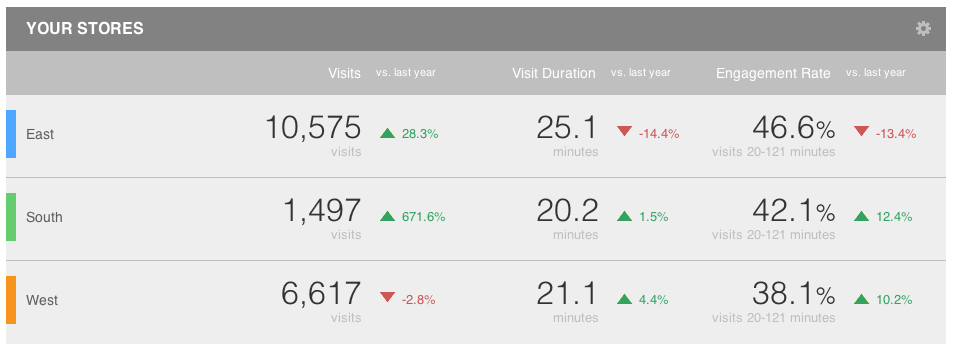 YOUR STORES
Visits vs. last year Visit Duration vs. last year Engagement Rate vs. last year
East 10,575 28.3% 25.1 -14.4% 46.6% -13.4%
visits minutes visits 20-121 minutes
South 1,497 671.6% 20.2 1.5% 42.1% 12.4%
visits minutes visits 20-121 minutes
West 6,617 -2.8% 21.1 4.4% 38.1% 10.2%
visits minutes visits 20-121 minutes